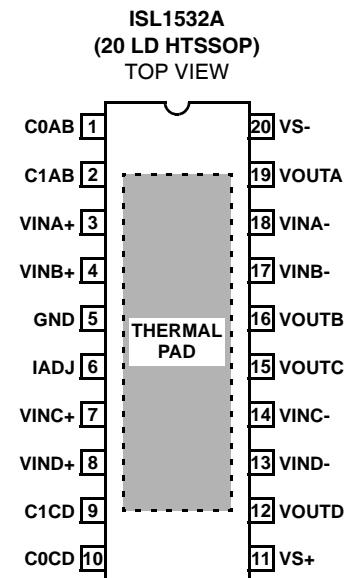 ISL1532A
(20 LD HTSSOP)
TOP VIEW
C0AB 1
20 VS-
C1AB 2
19 VOUTA
VINA+ 3
18 VINA-
VINB+ 4
17 VINB-
GND 5
16 VOUTB
THERMAL
PAD
IADJ 6
15 VOUTC
VINC+ 7
14 VINC-
VIND+ 8
13 VIND-
C1CD 9
12 VOUTD
C0CD 10
11 VS+